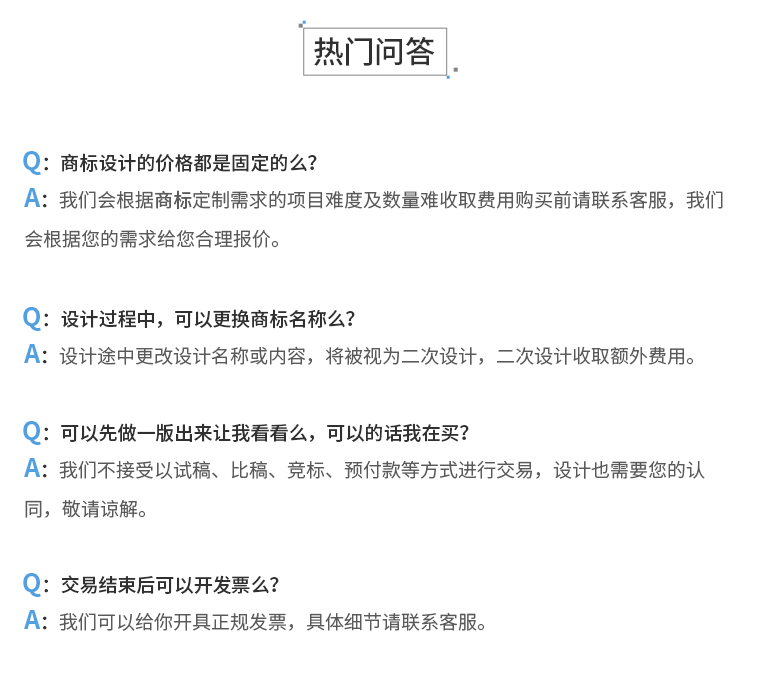 热门问答
Q：商标设计的价格都是固定的么？
A：我们会根据商标定制需求的项目难度及数量难收取费用购买前请联系客服，我们
会根据您的需求给您合理报价。
Q：设计过程中，可以更换商标名称么？
A：设计途中更改设计名称或内容，将被视为二次设计，二次设计收取额外费用。
Q：可以先做一版出来让我看看么，可以的话我在买？
A：我们不接受以试稿、比稿、竞标、预付款等方式进行交易，设计也需要您的认
同，敬请谅解。
Q：交易结束后可以开发票么？
A：我们可以给你开具正规发票，具体细节请联系客服。